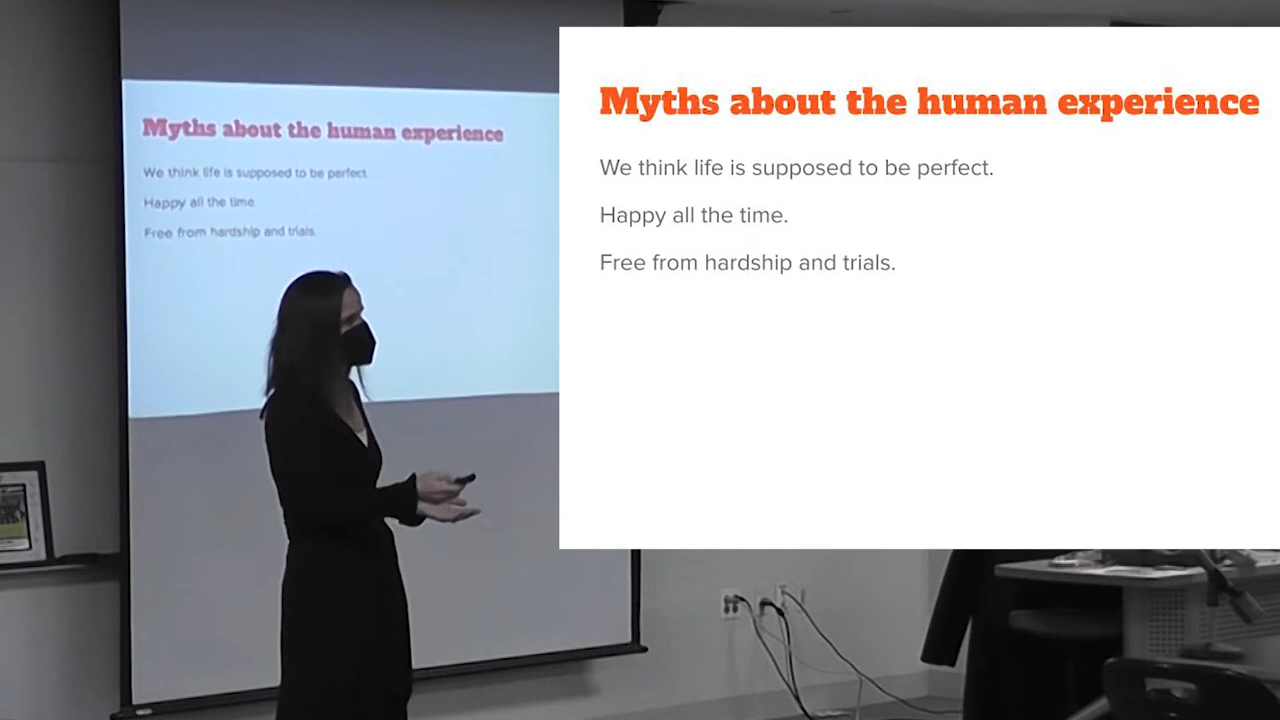 Myths about the human experience
We think life is supposed to be perfect.
Happy all the time.
Free from hardship and trials.
Myths about the human experience
We think life is supposed to be perfect.
Happy all the time.
Free from hardship and trials.